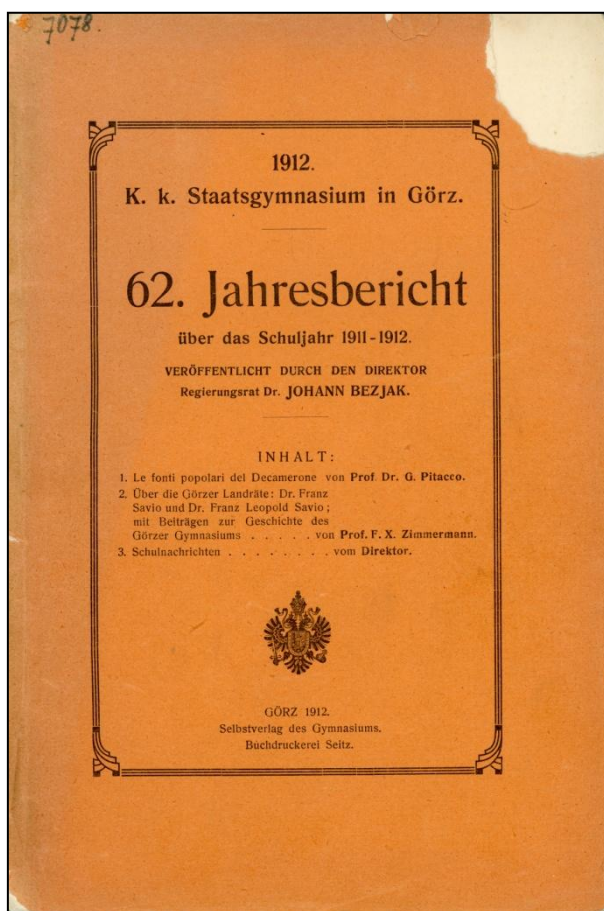 7078.
1912.
K. k. Staatsgymnasium in Görz.
62. Jahresbericht
über das Schuljahr 1911-1912.
VERÖFFENTLICHT DURCH DEN DIREKTOR
Regierungsrat Dr. JOHANN BEZJAK.
INHALT:
1. Le fonti popolari del Decamerone von Prof. Dr. G. Pitacco.
2. Über die Görzer Landräte: Dr. Franz
Savio und Dr. Franz Leopold Savio;
mit Beiträgen zur Geschichte des
Görzer Gymnasiums . . . . . von Prof. F. X. Zimmermann.
3. Schulnachrichten . . . . . . . . vom Direktor.
GÖRZ 1912.
Selbstverlag des Gymnasiums.
Buchdruckerei Seitz.